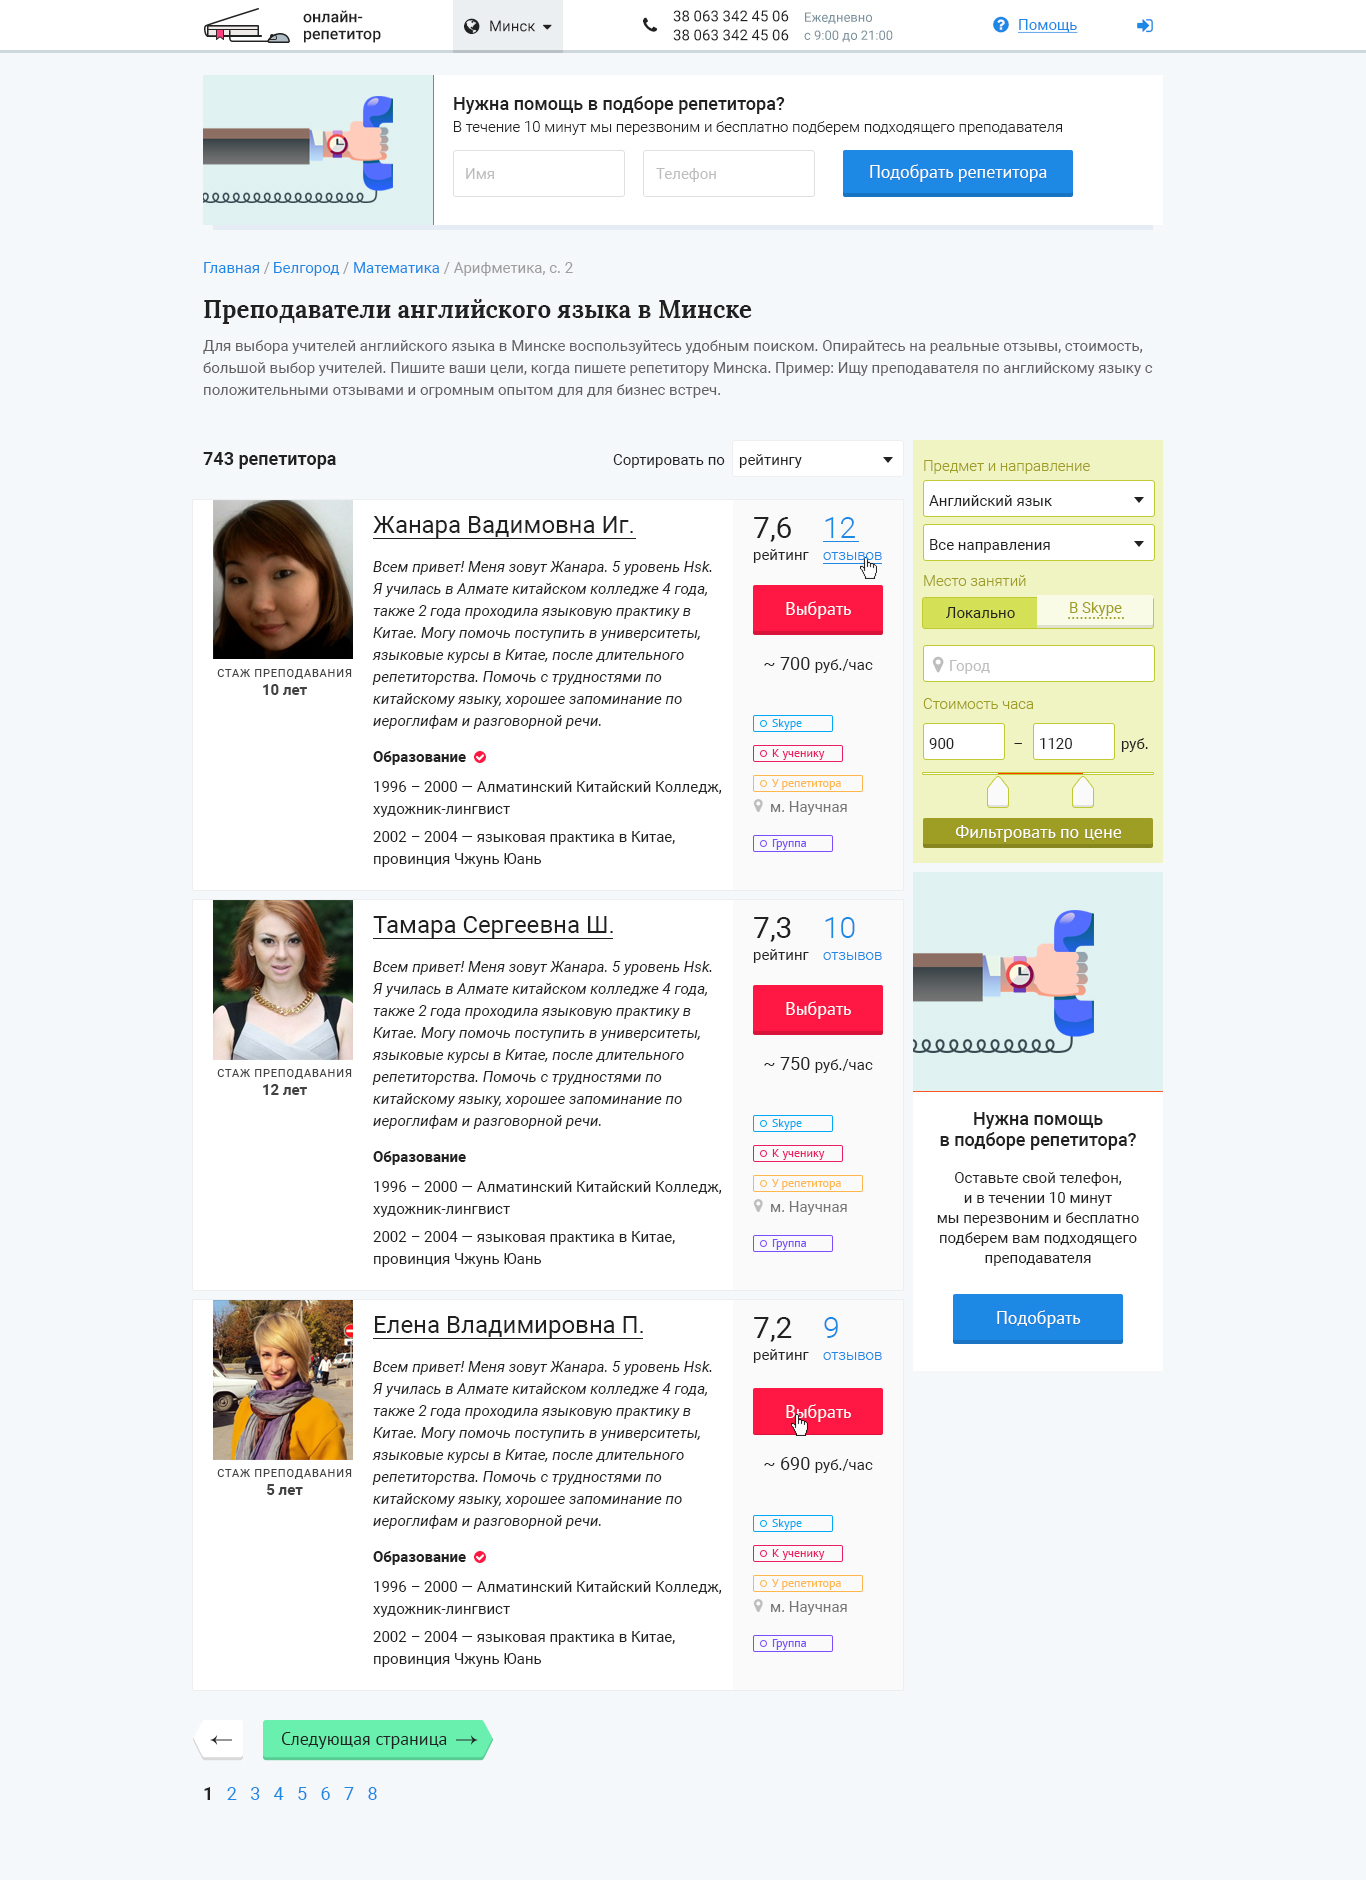 онлайн-
репетитор
Минск
38 063 342 45 06
38 063 342 45 06
Ежедневно
с 9:00 до 21:00
Помощь
Нужна помощь в подборе репетитора?
В течение 10 минут мы перезвоним и бесплатно подберем подходящего преподавателя
Имя
Телефон
Подобрать репетитора
Главная / Белгород / Математика / Арифметика, с. 2
Преподаватели английского языка в Минске
Для выбора учителей английского языка в Минске воспользуйтесь удобным поиском. Опирайтесь на реальные отзывы, стоимость,
большой выбор учителей. Пишите ваши цели, когда пишете репетитору Минска. Пример: Ищу преподавателя по английскому языку с
положительными отзывами и огромным опытом для для бизнес встреч.
743 репетитора
Сортировать по
рейтингу
Жанара Вадимовна Иг.
Всем привет! Меня зовут Жанара. 5 уровень Hsk.
Я училась в Алмате китайском колледже 4 года,
также 2 года проходила языковую практику в
Китае. Могу помочь поступить в университеты,
языковые курсы в Китае, после длительного
репетиторства. Помочь с трудностями по
китайскому языку, хорошее запоминание по
иероглифам и разговорной речи.
СТАЖ ПРЕПОДАВАНИЯ
10 лет
Образование
1996 – 2000 — Алматинский Китайский Колледж,
художник-лингвист
2002 – 2004 — языковая практика в Китае,
провинция Чжунь Юань
7,6
рейтинг
12
отзывов
Выбрать
~ 700 руб./час
Skype
К ученику
У репетитора
м. Научная
Группа
Тамара Сергеевна Ш.
Всем привет! Меня зовут Жанара. 5 уровень Hsk.
Я училась в Алмате китайском колледже 4 года,
также 2 года проходила языковую практику в
Китае. Могу помочь поступить в университеты,
языковые курсы в Китае, после длительного
репетиторства. Помочь с трудностями по
китайскому языку, хорошее запоминание по
иероглифам и разговорной речи.
СТАЖ ПРЕПОДАВАНИЯ
12 лет
Образование
1996 – 2000 — Алматинский Китайский Колледж,
художник-лингвист
2002 – 2004 — языковая практика в Китае,
провинция Чжунь Юань
7,3
рейтинг
10
отзывов
Выбрать
~ 750 руб./час
Skype
К ученику
У репетитора
м. Научная
Группа
Елена Владимировна П.
Всем привет! Меня зовут Жанара. 5 уровень Hsk.
Я училась в Алмате китайском колледже 4 года,
также 2 года проходила языковую практику в
Китае. Могу помочь поступить в университеты,
языковые курсы в Китае, после длительного
репетиторства. Помочь с трудностями по
китайскому языку, хорошее запоминание по
иероглифам и разговорной речи.
СТАЖ ПРЕПОДАВАНИЯ
5 лет
Образование
1996 – 2000 — Алматинский Китайский Колледж,
художник-лингвист
2002 – 2004 — языковая практика в Китае,
провинция Чжунь Юань
7,2
рейтинг
9
отзывов
Выбрать
~ 690 руб./час
Skype
К ученику
У репетитора
м. Научная
Группа
Следующая страница
1 2 3 4 5 6 7 8
Предмет и направление
Английский язык
Все направления
Место занятий
Локально
В Skype
Город
Стоимость часа
900 – 1120 руб.
Фильтровать по цене
Нужна помощь
в подборе репетитора?
Оставьте свой телефон,
и в течении 10 минут
мы перезвоним и бесплатно
подберем вам подходящего
преподавателя
Подобрать